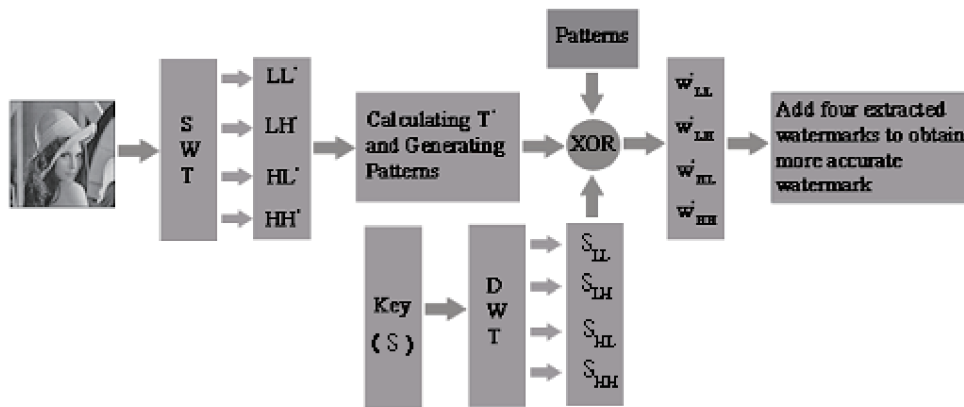 Patterns
S
W
T
LL*
LH*
HL*
HH*
Calculating T*
and Generating
Patterns
XOR
w*LL
w*LH
w*HL
w*HH
Add four extracted
watermarks to obtain
more accurate
watermark
Key
(S)
D
W
T
SLL
SLH
SHL
SHH